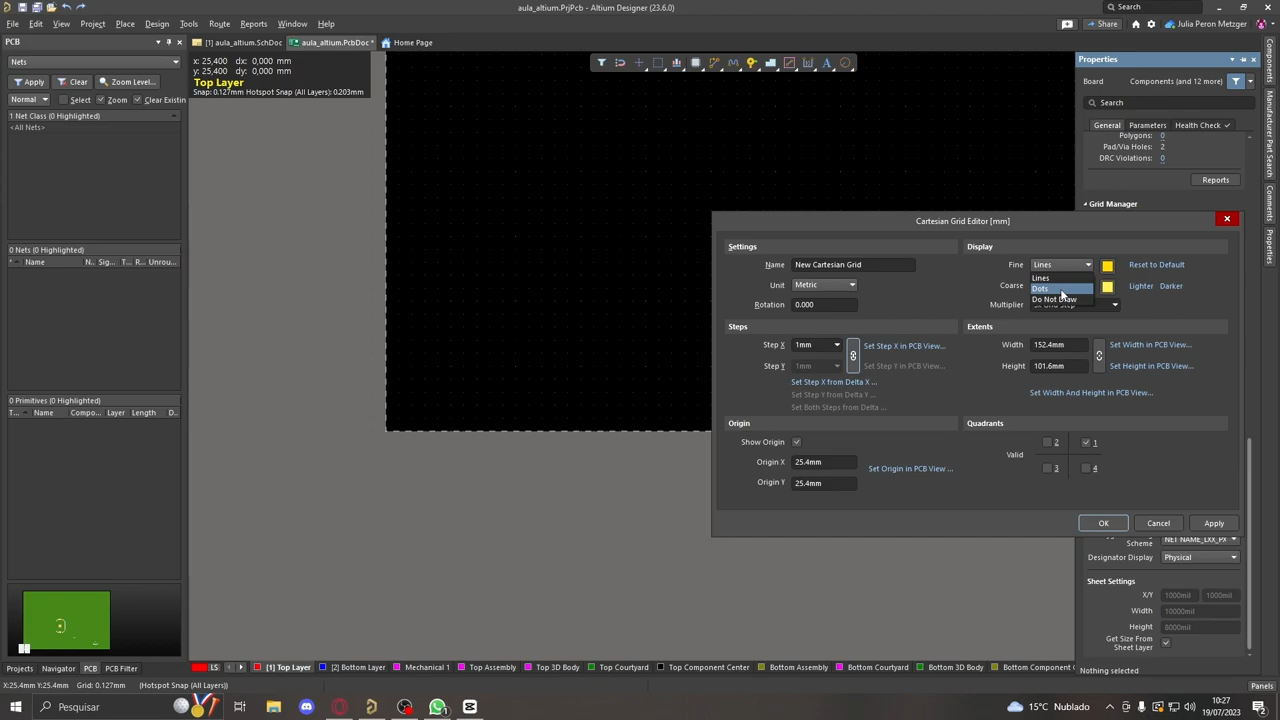 aula_altium.PrjPcb - Altium Designer (23.6.0)
Search
File Edit View Project Place Design Tools Route Reports Window Help
Share
Julia Peron Metzger
PCB
[1] aula_altium.SchDoc
aula_altium.PcbDoc *
Home Page
Properties
Nets
x: 25,400 dx: 0,000 mm
y: 25,400 dy: 0,000 mm
Top Layer
Snap: 0.127mm Hotspot Snap (All Layers): 0.203mm
Board Components (and 12 more)
Apply Clear Zoom Level...
Normal Select Zoom Clear Existin
Search
1 Net Class (0 Highlighted)
<All Nets>
General Parameters Health Check
Polygons: 0
Pad/Via Holes: 2
DRC Violations: 0
Reports
Grid Manager
Cartesian Grid Editor [mm]
Settings
Name New Cartesian Grid
Unit Metric
Rotation 0.000
Display
Fine Lines Reset to Default
Lines
Dots
Do Not Draw
Coarse Lighter Darker
Multiplier
Steps
Step X 1mm Set Step X in PCB View...
Step Y 1mm Set Step Y in PCB View...
Set Step X from Delta X ...
Set Step Y from Delta Y ...
Set Both Steps from Delta ...
Extents
Width 152.4mm Set Width in PCB View...
Height 101.6mm Set Height in PCB View...
Set Width And Height in PCB View...
Origin
Show Origin
Origin X 25.4mm
Origin Y 25.4mm
Set Origin in PCB View ...
Quadrants
Valid 2 1
3 4
OK Cancel Apply
0 Nets (0 Highlighted)
* Name Sig... T... R... Unrou...
0 Primitives (0 Highlighted)
T... Name Compo... Layer Length D...
Scheme NET NAME_LXX_PX
Designator Display Physical
Sheet Settings
X/Y 1000mil 1000mil
Width 10000mil
Height 8000mil
Get Size From
Sheet Layer
Nothing selected
Components
Manufacturer Part Search
Comments
Properties
Projects Navigator PCB PCB Filter
LS [1] Top Layer [2] Bottom Layer Mechanical 1 Top Assembly Top 3D Body Top Courtyard Top Component Center Bottom Assembly Bottom Courtyard Bottom 3D Body Bottom Component C
X:25.4mm Y:25.4mm Grid: 0.127mm (Hotspot Snap (All Layers))
Panels
Pesquisar
15°C Nublado
10:27
19/07/2023